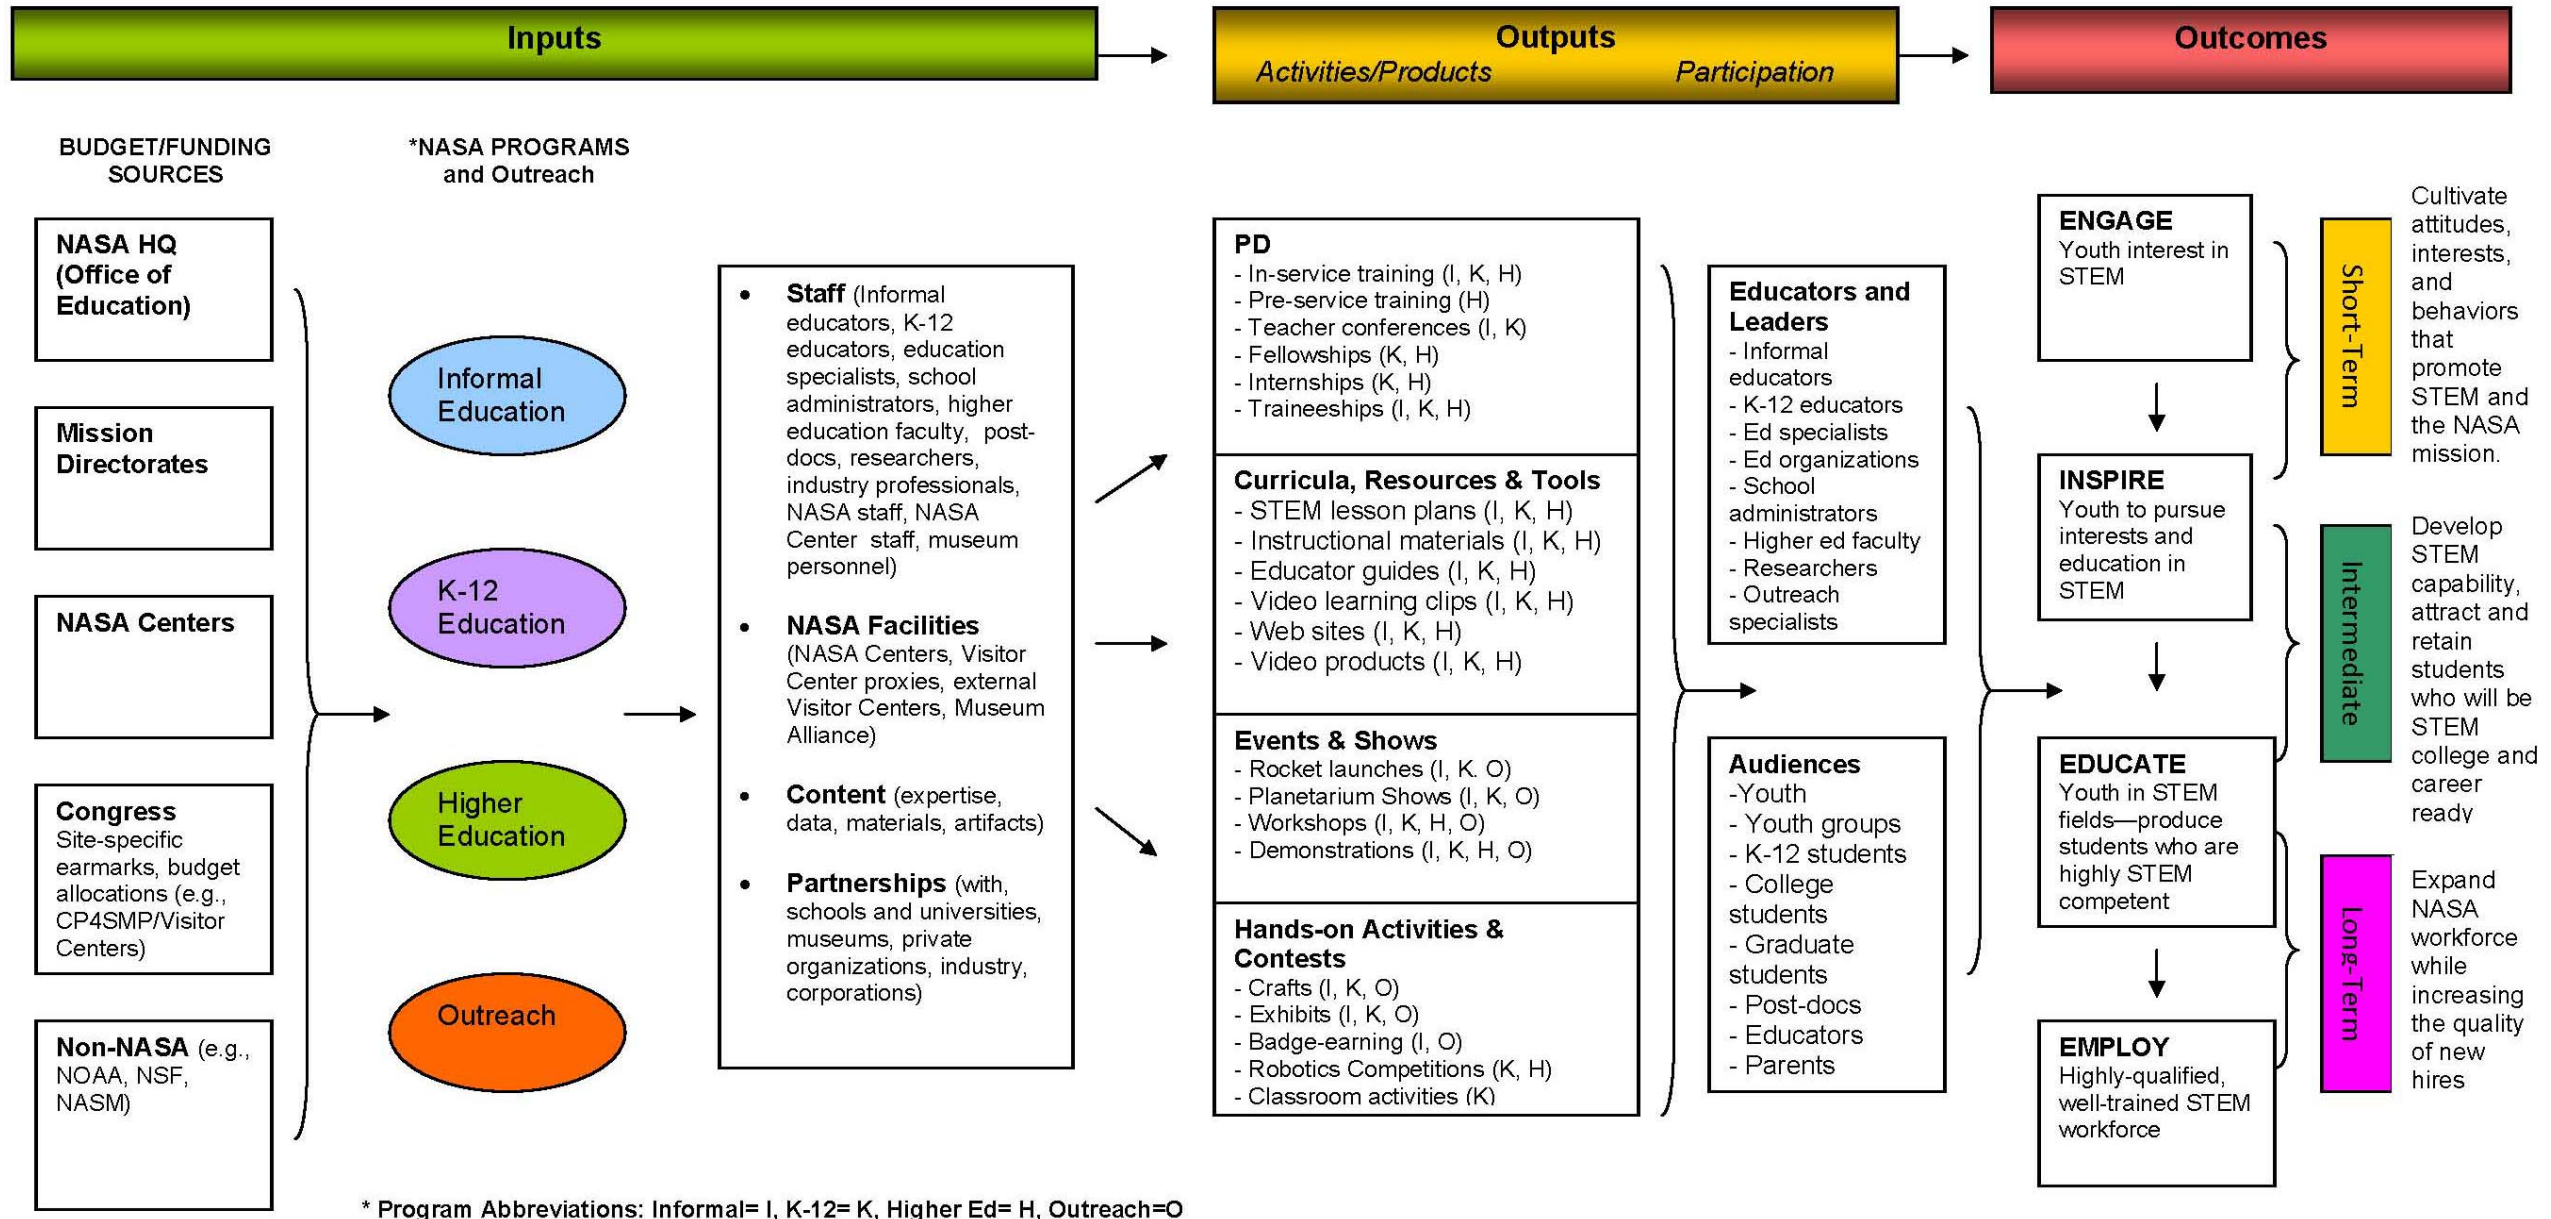 Inputs
Outputs
Activities/Products Participation
Outcomes
BUDGET/FUNDING
SOURCES
*NASA PROGRAMS
and Outreach
NASA HQ
(Office of
Education)
Mission
Directorates
NASA Centers
Congress
Site-specific
earmarks, budget
allocations (e.g.,
CP4SMP/Visitor
Centers)
Non-NASA (e.g.,
NOAA, NSF,
NASM)
Informal
Education
K-12
Education
Higher
Education
Outreach
• Staff (Informal
educators, K-12
educators, education
specialists, school
administrators, higher
education faculty, post-
docs, researchers,
industry professionals,
NASA staff, NASA
Center staff, museum
personnel)
• NASA Facilities
(NASA Centers, Visitor
Center proxies, external
Visitor Centers, Museum
Alliance)
• Content (expertise,
data, materials, artifacts)
• Partnerships (with,
schools and universities,
museums, private
organizations, industry,
corporations)
PD
- In-service training (I, K, H)
- Pre-service training (H)
- Teacher conferences (I, K)
- Fellowships (K, H)
- Internships (K, H)
- Traineeships (I, K, H)
Curricula, Resources & Tools
- STEM lesson plans (I, K, H)
- Instructional materials (I, K, H)
- Educator guides (I, K, H)
- Video learning clips (I, K, H)
- Web sites (I, K, H)
- Video products (I, K, H)
Events & Shows
- Rocket launches (I, K. O)
- Planetarium Shows (I, K, O)
- Workshops (I, K, H, O)
- Demonstrations (I, K, H, O)
Hands-on Activities &
Contests
- Crafts (I, K, O)
- Exhibits (I, K, O)
- Badge-earning (I, O)
- Robotics Competitions (K, H)
- Classroom activities (K)
Educators and
Leaders
- Informal
educators
- K-12 educators
- Ed specialists
- Ed organizations
- School
administrators
- Higher ed faculty
- Researchers
- Outreach
specialists
Audiences
-Youth
- Youth groups
- K-12 students
- College
students
- Graduate
students
- Post-docs
- Educators
- Parents
ENGAGE
Youth interest in
STEM
INSPIRE
Youth to pursue
interests and
education in
STEM
EDUCATE
Youth in STEM
fields—produce
students who are
highly STEM
competent
EMPLOY
Highly-qualified,
well-trained STEM
workforce
Short-Term
Cultivate
attitudes,
interests,
and
behaviors
that
promote
STEM and
the NASA
mission.
Intermediate
Develop
STEM
capability,
attract and
retain
students
who will be
STEM
college and
career
ready
Long-Term
Expand
NASA
workforce
while
increasing
the quality
of new
hires
* Program Abbreviations: Informal= I, K-12= K, Higher Ed= H, Outreach=O